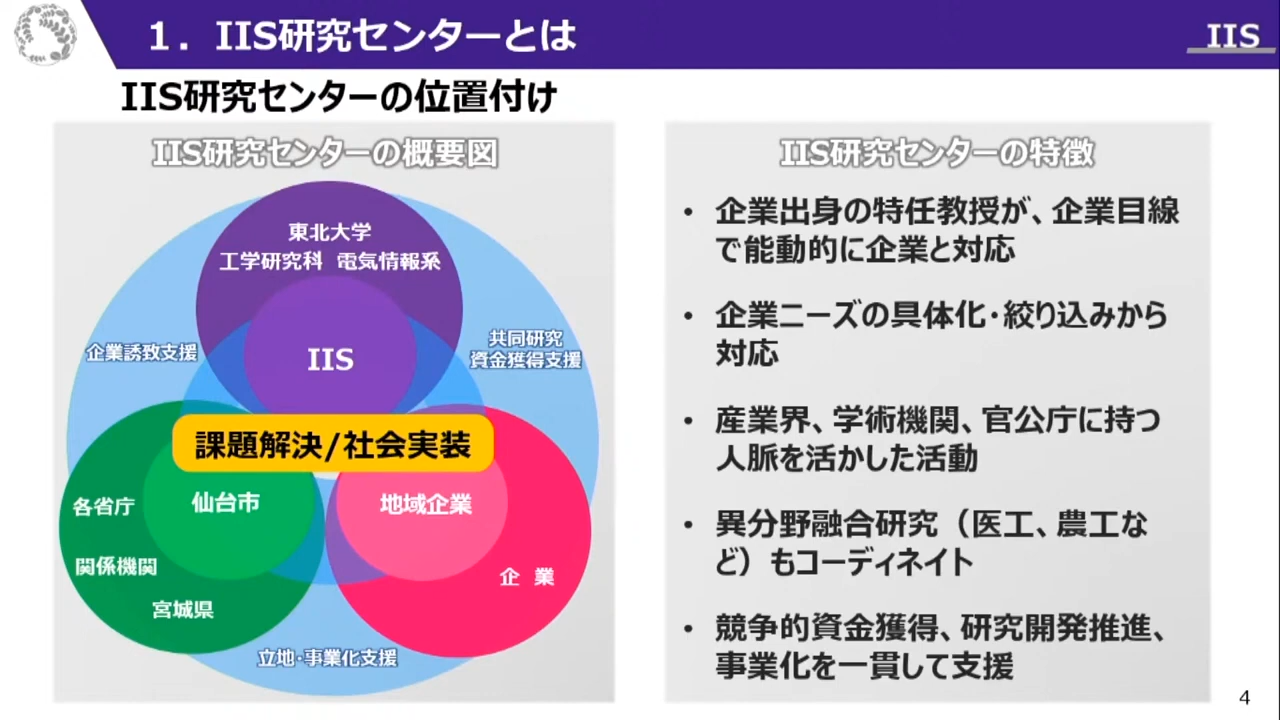 1. IIS研究センターとは
IIS
IIS研究センターの位置付け
IIS研究センターの概要図
東北大学
工学研究科 電気情報系
IIS
企業誘致支援
共同研究
資金獲得支援
課題解決/社会実装
仙台市
地域企業
各省庁
関係機関
宮城県
企 業
立地・事業化支援
IIS研究センターの特徴
• 企業出身の特任教授が、企業目線
で能動的に企業と対応
• 企業ニーズの具体化・絞り込みから
対応
• 産業界、学術機関、官公庁に持つ
人脈を活かした活動
• 異分野融合研究（医工、農工な
ど）もコーディネイト
• 競争的資金獲得、研究開発推進、
事業化を一貫して支援
4